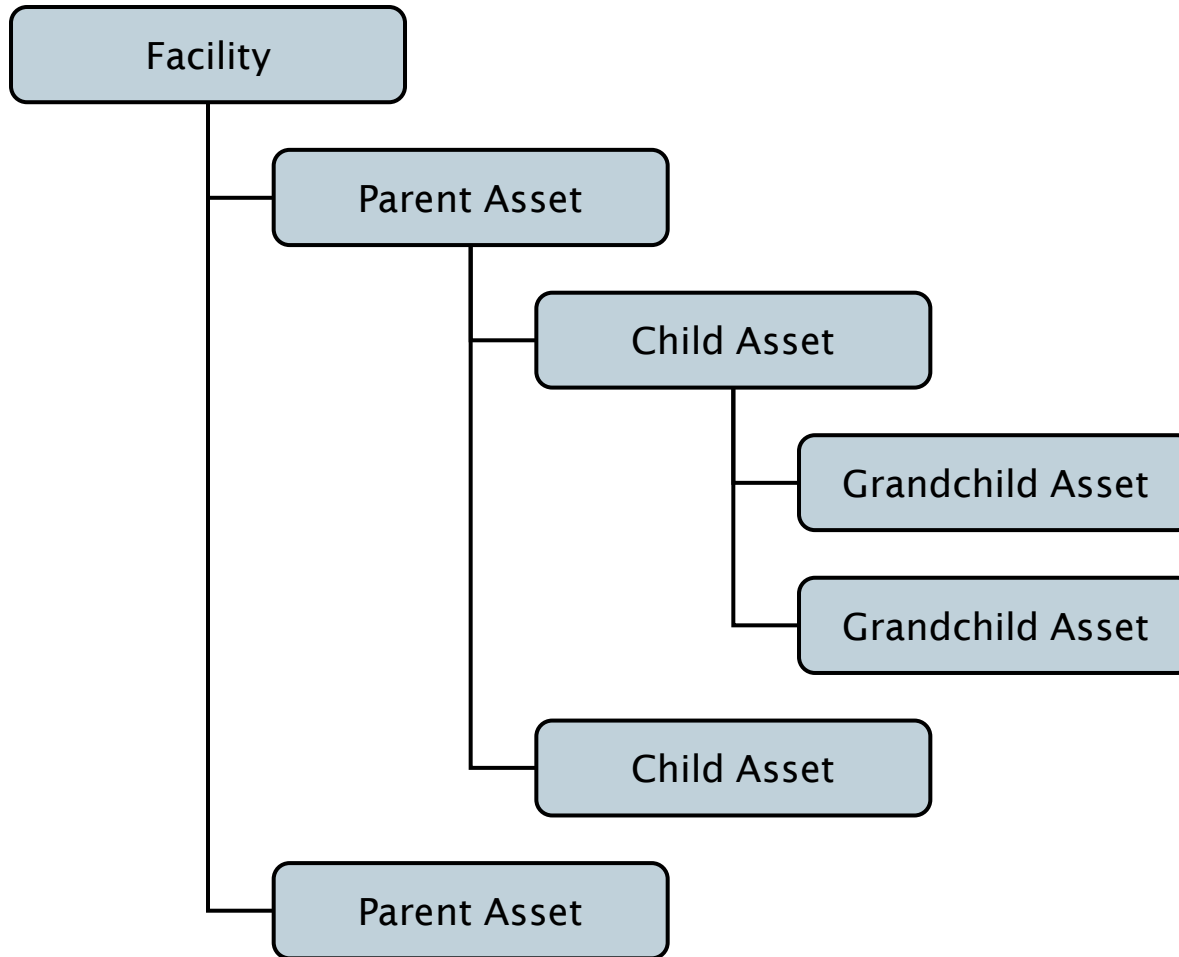 Facility
Parent Asset
Child Asset
Grandchild Asset
Grandchild Asset
Child Asset
Parent Asset